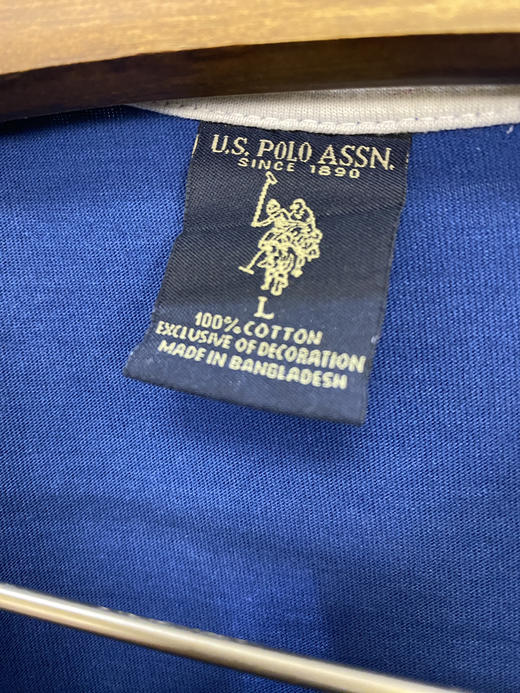 U.S. POLO ASSN.
SINCE 1890
L
100% COTTON
EXCLUSIVE OF DECORATION
MADE IN BANGLADESH